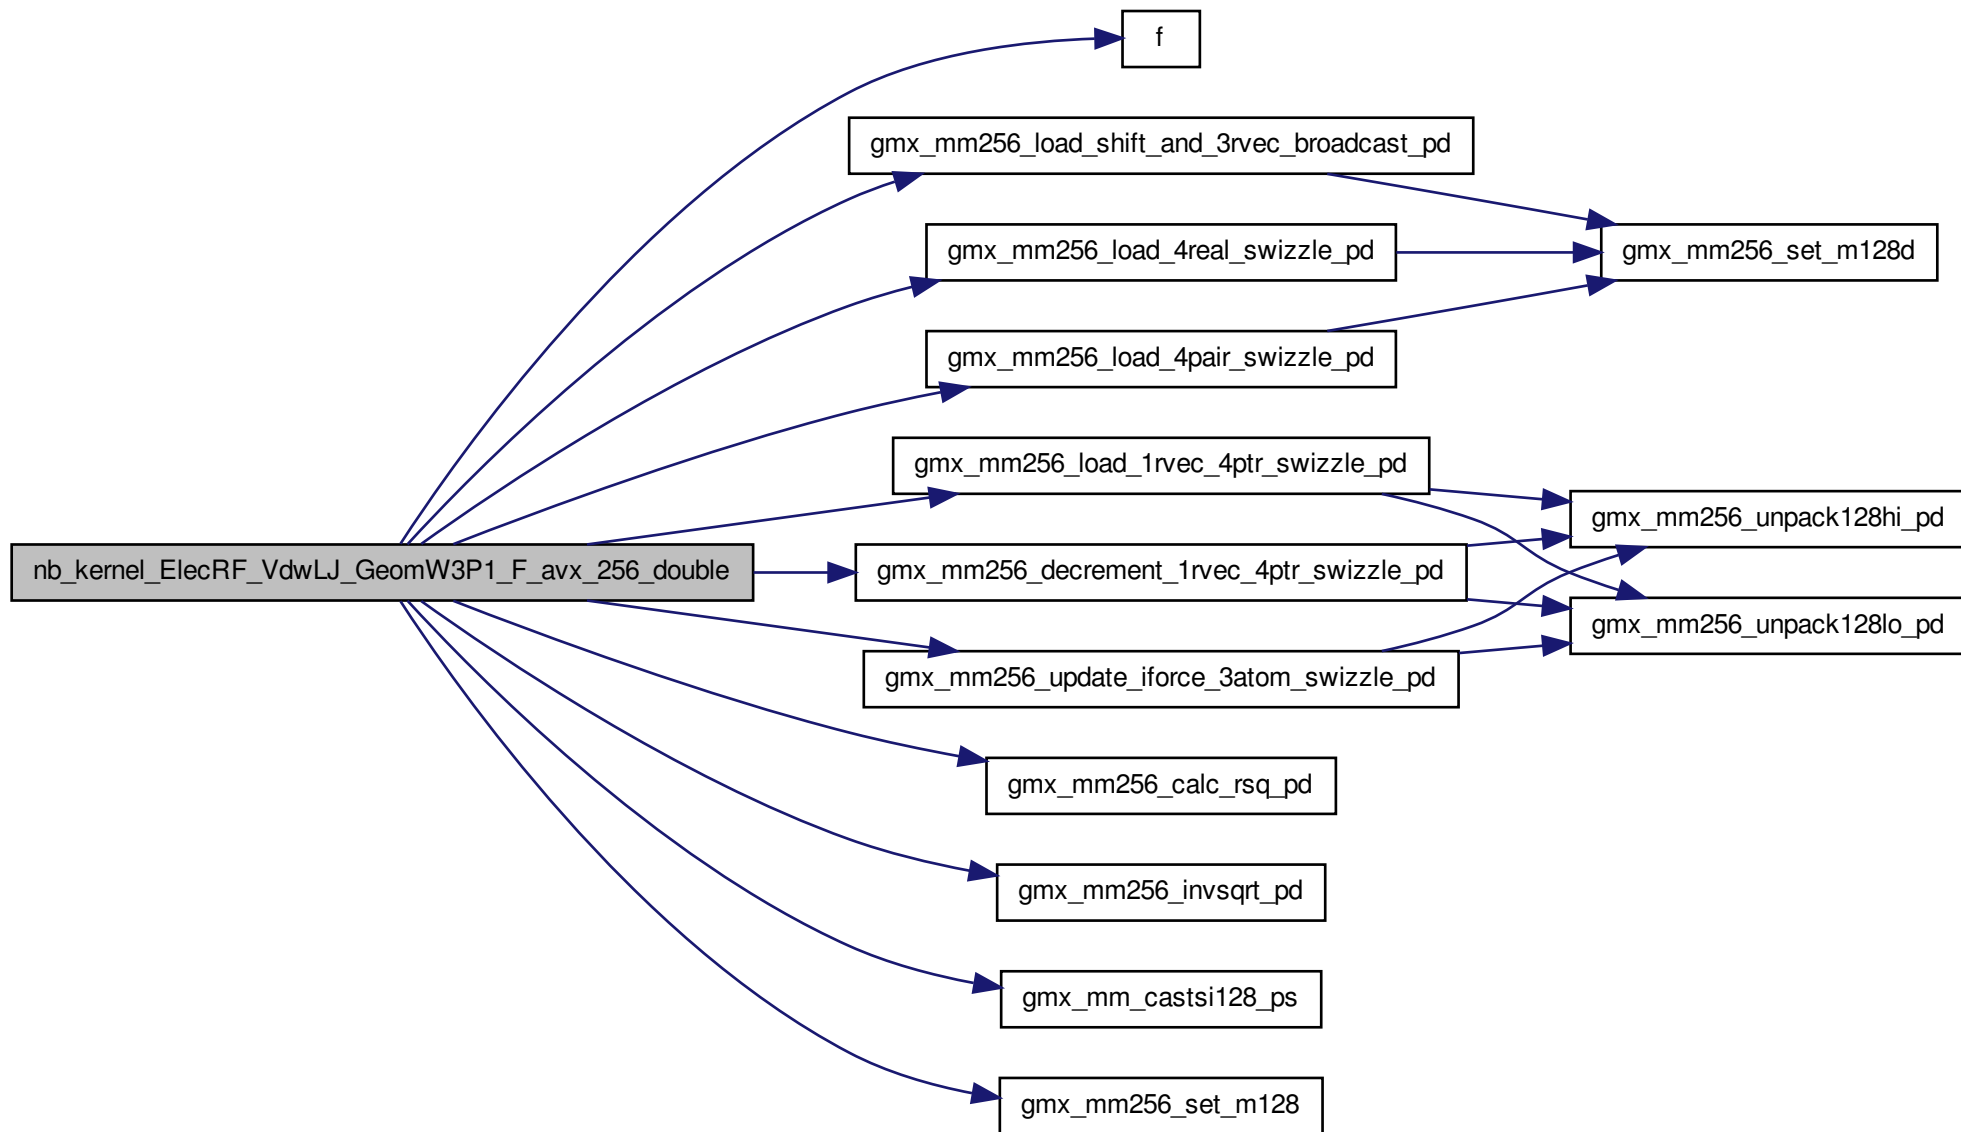 f
gmx_mm256_load_shift_and_3rvec_broadcast_pd
gmx_mm256_load_4real_swizzle_pd
gmx_mm256_set_m128d
gmx_mm256_load_4pair_swizzle_pd
gmx_mm256_load_1rvec_4ptr_swizzle_pd
gmx_mm256_unpack128hi_pd
nb_kernel_ElecRF_VdwLJ_GeomW3P1_F_avx_256_double
gmx_mm256_decrement_1rvec_4ptr_swizzle_pd
gmx_mm256_unpack128lo_pd
gmx_mm256_update_iforce_3atom_swizzle_pd
gmx_mm256_calc_rsq_pd
gmx_mm256_invsqrt_pd
gmx_mm_castsi128_ps
gmx_mm256_set_m128